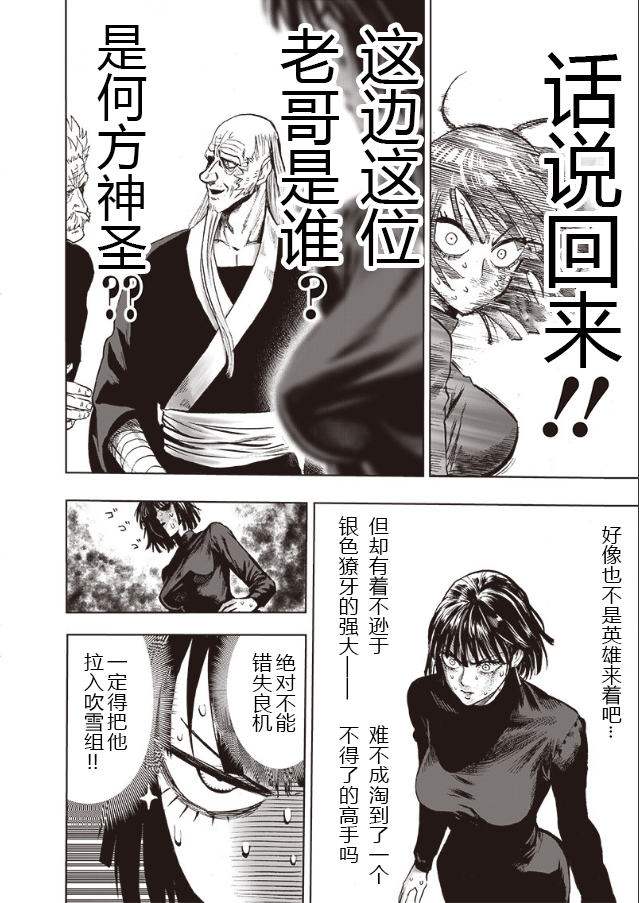 话说回来!!
这边这位
老哥是谁?
是何方神圣??
好像也不是英雄来着吧…
但却有着不逊于
银色獠牙的强大——
难不成淘到了一个
不得了的高手吗
绝对不能
错失良机
一定得把他
拉入吹雪组!!